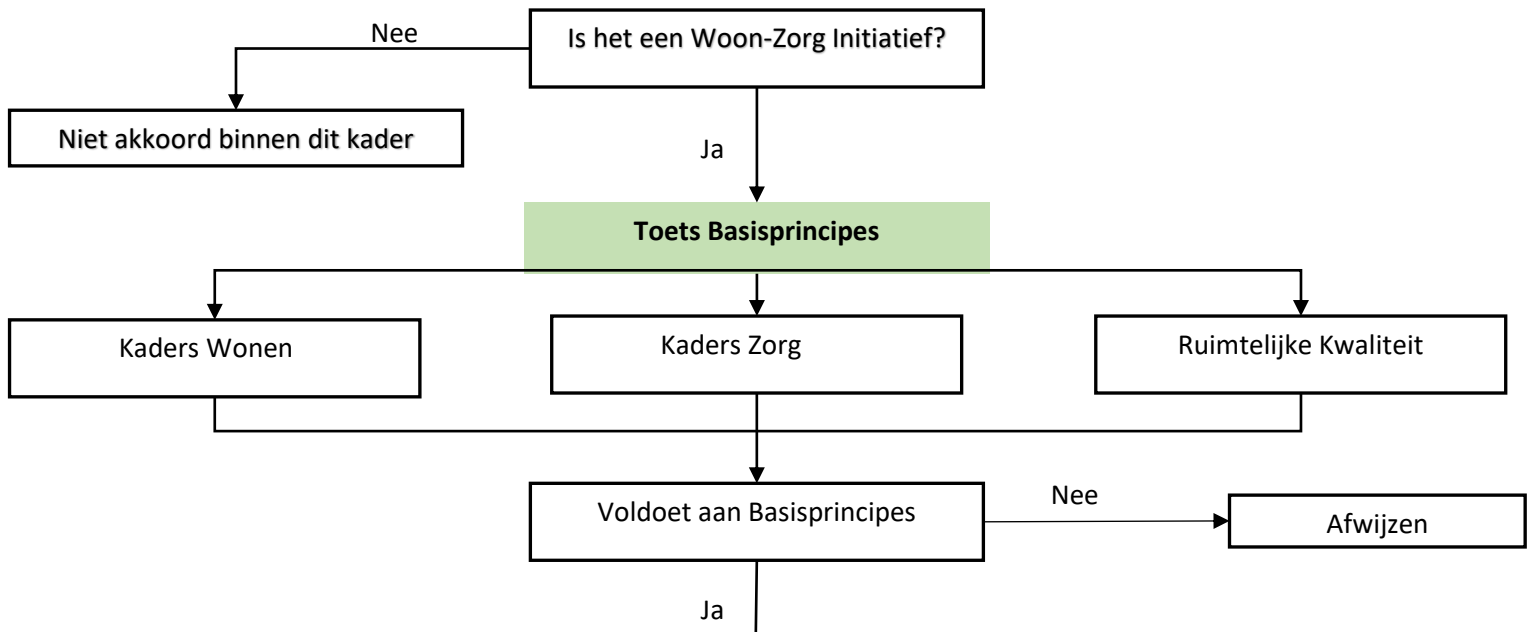 Nee
Is het een Woon-Zorg Initiatief?
Niet akkoord binnen dit kader
Ja
Toets Basisprincipes
Kaders Wonen
Kaders Zorg
Ruimtelijke Kwaliteit
Voldoet aan Basisprincipes
Nee
Afwijzen
Ja